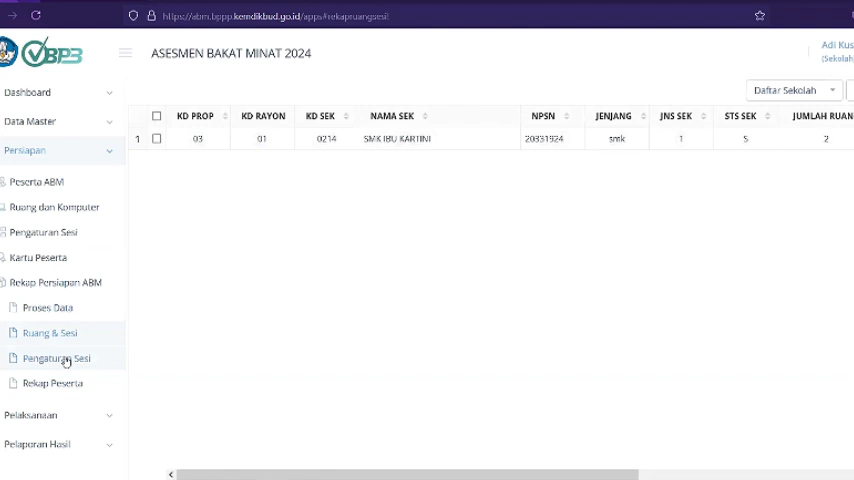 https://abm.bppp.kemdikbud.go.id/apps#rekapruangsesi!
BP3
ASESMEN BAKAT MINAT 2024
Adi Kus
(Sekolah,
Daftar Sekolah
Dashboard
Data Master
Persiapan
Peserta ABM
Ruang dan Komputer
Pengaturan Sesi
Kartu Peserta
Rekap Persiapan ABM
Proses Data
Ruang & Sesi
Pengaturan Sesi
Rekap Peserta
Pelaksanaan
Pelaporan Hasil
KD PROP KD RAYON KD SEK NAMA SEK NPSN JENJANG JNS SEK STS SEK JUMLAH RUAN
1 03 01 0214 SMK IBU KARTINI 20331924 smk 1 S 2